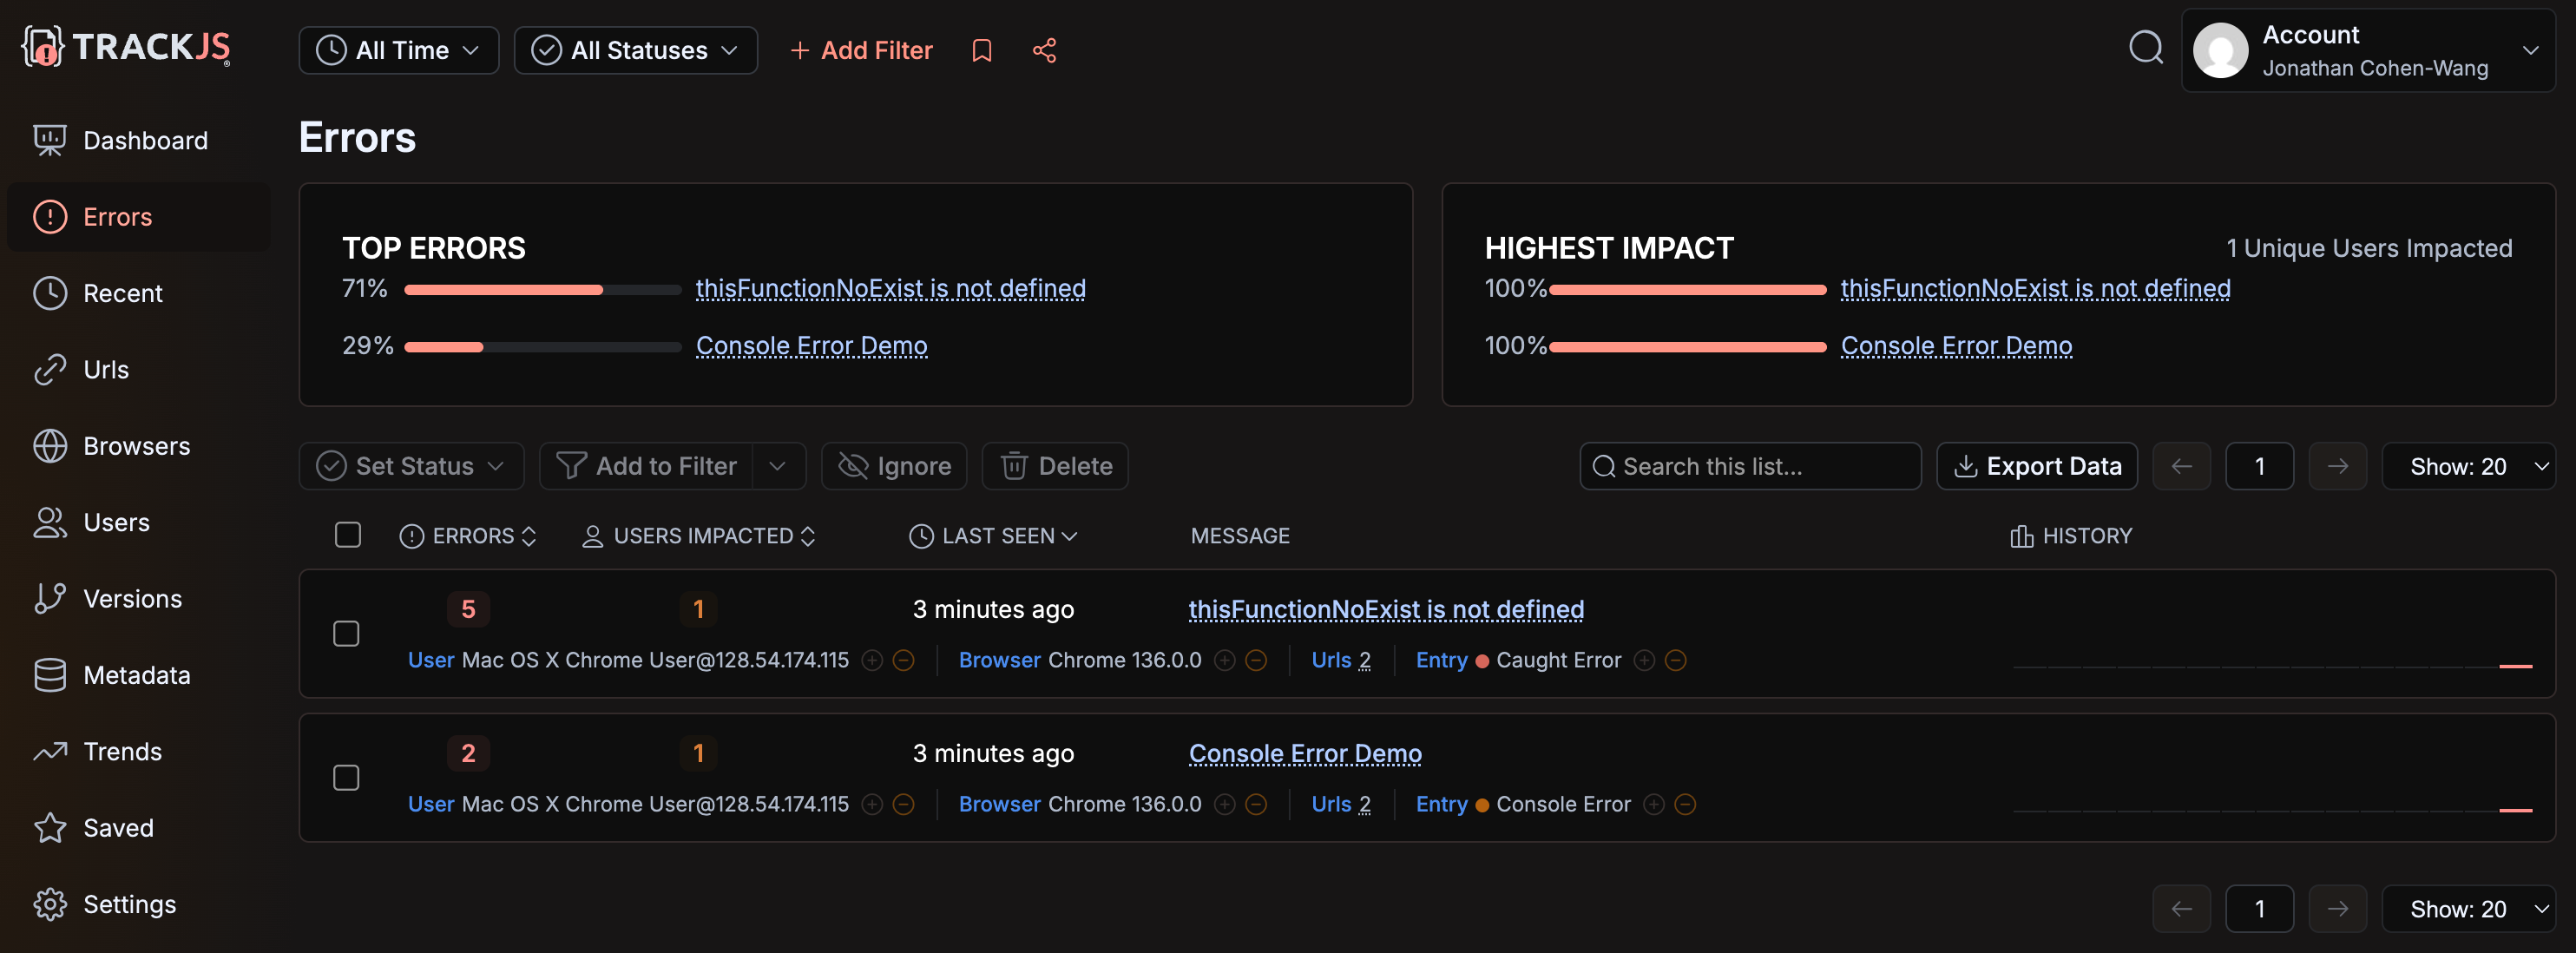 TRACKJS
All Time
All Statuses
+ Add Filter
Account
Jonathan Cohen-Wang
Dashboard
Errors
Recent
Urls
Browsers
Users
Versions
Metadata
Trends
Saved
Settings
Errors
TOP ERRORS
71% thisFunctionNoExist is not defined
29% Console Error Demo
HIGHEST IMPACT 1 Unique Users Impacted
100% thisFunctionNoExist is not defined
100% Console Error Demo
Set Status Add to Filter Ignore Delete Search this list... Export Data 1 Show: 20
ERRORS USERS IMPACTED LAST SEEN MESSAGE HISTORY
5 1 3 minutes ago thisFunctionNoExist is not defined
User Mac OS X Chrome User@128.54.174.115 Browser Chrome 136.0.0 Urls 2 Entry Caught Error
2 1 3 minutes ago Console Error Demo
User Mac OS X Chrome User@128.54.174.115 Browser Chrome 136.0.0 Urls 2 Entry Console Error
1 Show: 20